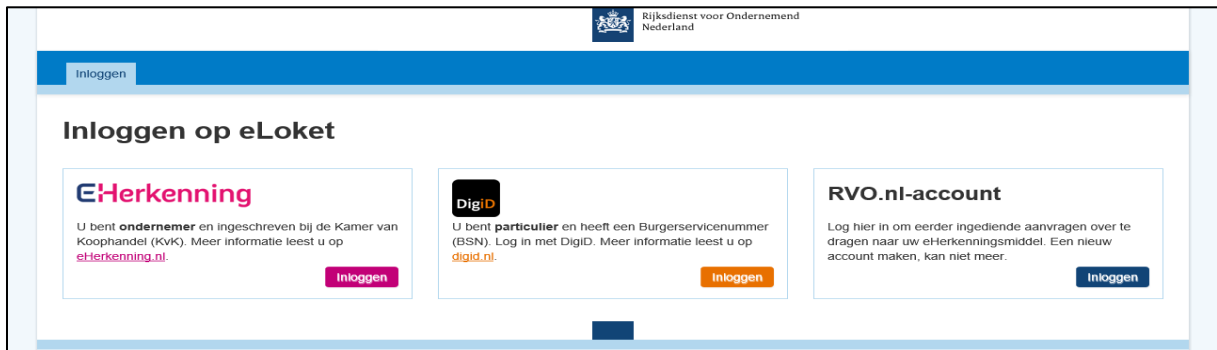 Rijksdienst voor Ondernemend
Nederland
Inloggen
Inloggen op eLoket
eHerkenning
U bent ondernemer en ingeschreven bij de Kamer van
Koophandel (KvK). Meer informatie leest u op
eHerkenning.nl.
Inloggen
DigiD
U bent particulier en heeft een Burgerservicenummer
(BSN). Log in met DigiD. Meer informatie leest u op
digid.nl.
Inloggen
RVO.nl-account
Log hier in om eerder ingediende aanvragen over te
dragen naar uw eHerkenningsmiddel. Een nieuw
account maken, kan niet meer.
Inloggen